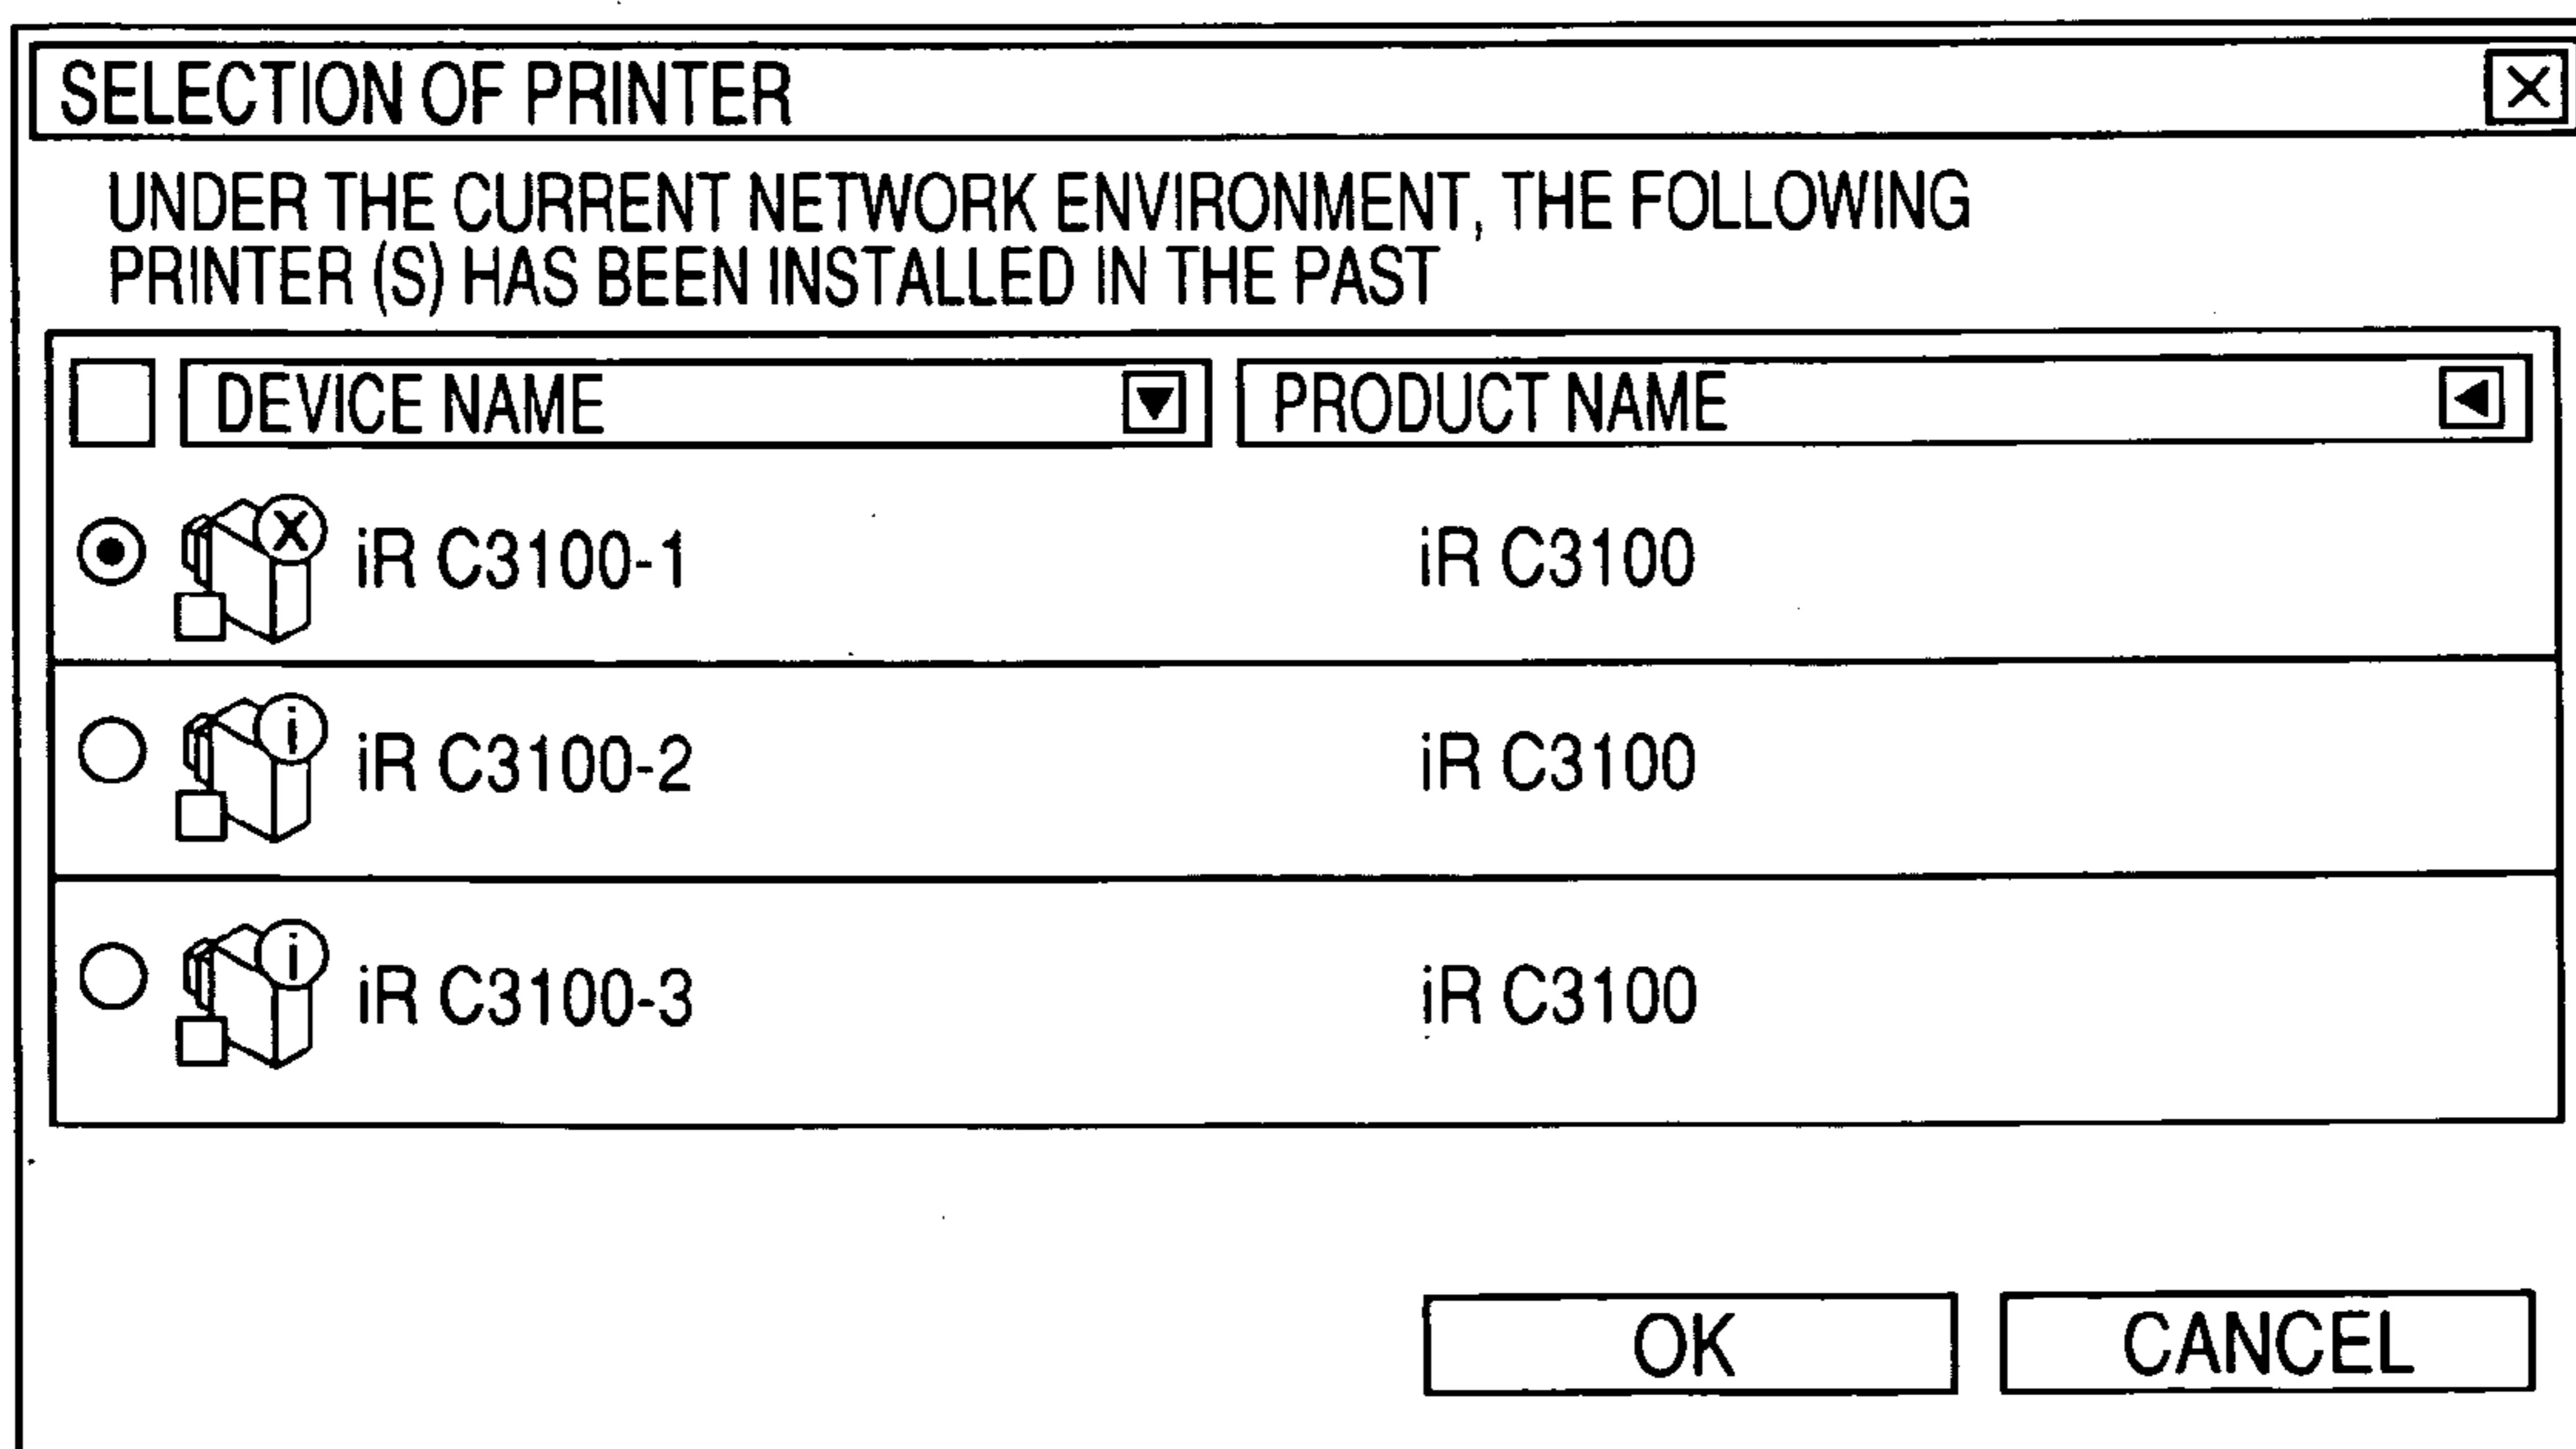 SELECTION OF PRINTER X
UNDER THE CURRENT NETWORK ENVIRONMENT, THE FOLLOWING
PRINTER (S) HAS BEEN INSTALLED IN THE PAST
DEVICE NAME ▼ PRODUCT NAME ◀
X iR C3100-1 iR C3100
i iR C3100-2 iR C3100
i iR C3100-3 iR C3100
OK CANCEL